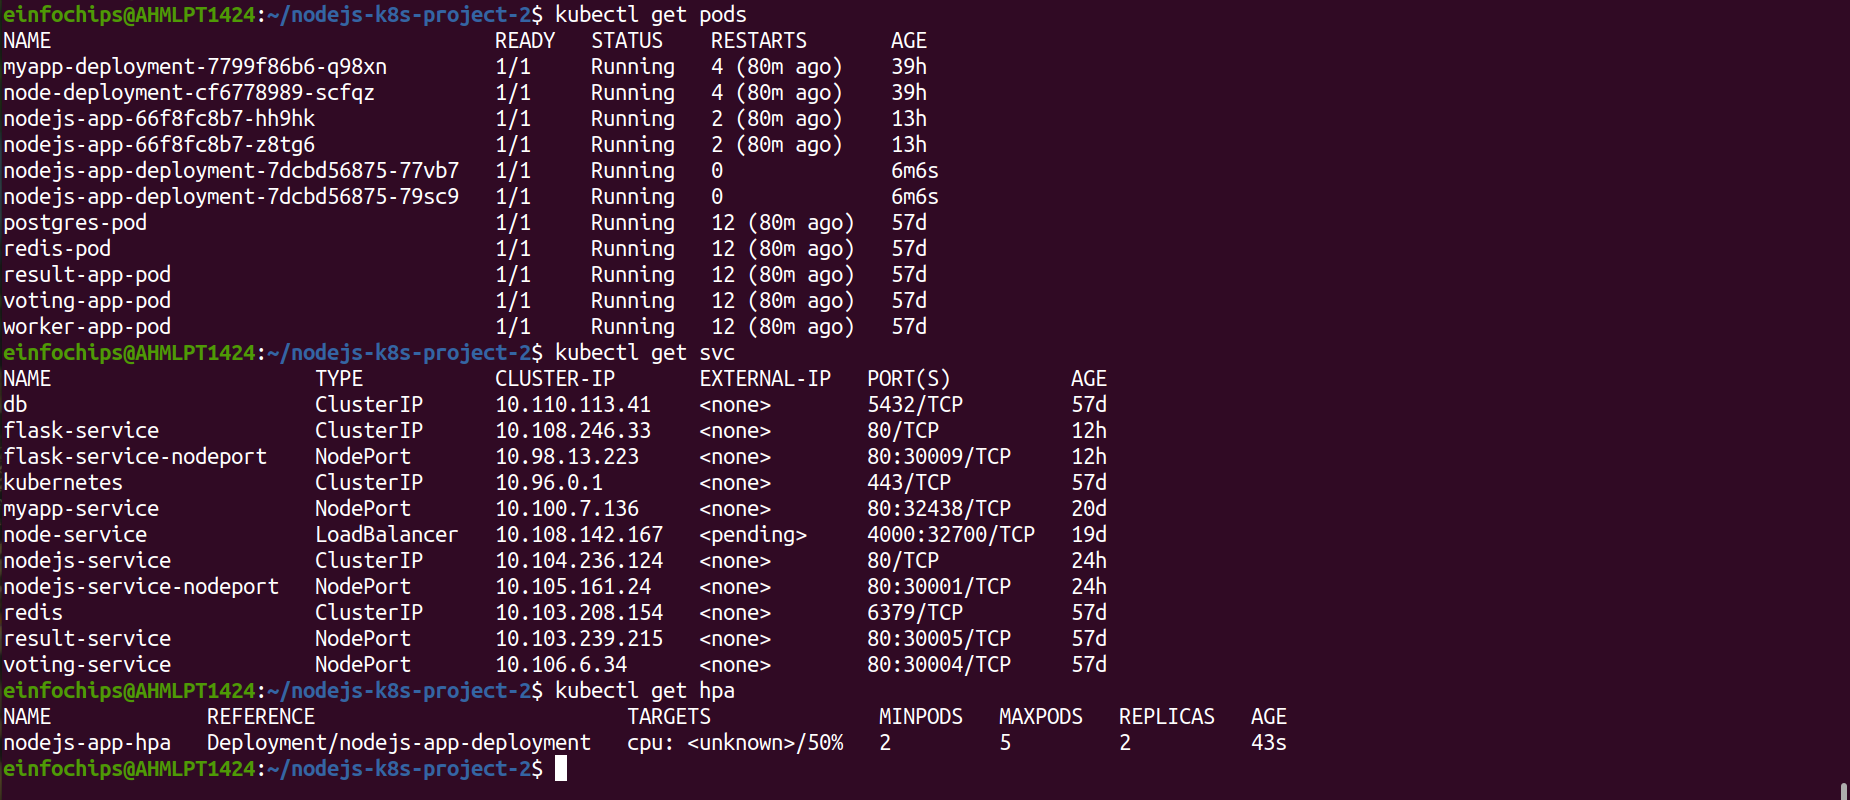 einfochips@AHMLPT1424:~/nodejs-k8s-project-2$ kubectl get pods
NAME                                     READY   STATUS    RESTARTS       AGE
myapp-deployment-7799f86b6-q98xn         1/1     Running   4 (80m ago)    39h
node-deployment-cf6778989-scfqz          1/1     Running   4 (80m ago)    39h
nodejs-app-66f8fc8b7-hh9hk               1/1     Running   2 (80m ago)    13h
nodejs-app-66f8fc8b7-z8tg6               1/1     Running   2 (80m ago)    13h
nodejs-app-deployment-7dcbd56875-77vb7   1/1     Running   0              6m6s
nodejs-app-deployment-7dcbd56875-79sc9   1/1     Running   0              6m6s
postgres-pod                             1/1     Running   12 (80m ago)   57d
redis-pod                                1/1     Running   12 (80m ago)   57d
result-app-pod                           1/1     Running   12 (80m ago)   57d
voting-app-pod                           1/1     Running   12 (80m ago)   57d
worker-app-pod                           1/1     Running   12 (80m ago)   57d
einfochips@AHMLPT1424:~/nodejs-k8s-project-2$ kubectl get svc
NAME                      TYPE           CLUSTER-IP       EXTERNAL-IP   PORT(S)          AGE
db                        ClusterIP      10.110.113.41    <none>        5432/TCP         57d
flask-service             ClusterIP      10.108.246.33    <none>        80/TCP           12h
flask-service-nodeport    NodePort       10.98.13.223     <none>        80:30009/TCP     12h
kubernetes                ClusterIP      10.96.0.1        <none>        443/TCP          57d
myapp-service             NodePort       10.100.7.136     <none>        80:32438/TCP     20d
node-service              LoadBalancer   10.108.142.167   <pending>     4000:32700/TCP   19d
nodejs-service            ClusterIP      10.104.236.124   <none>        80/TCP           24h
nodejs-service-nodeport   NodePort       10.105.161.24    <none>        80:30001/TCP     24h
redis                     ClusterIP      10.103.208.154   <none>        6379/TCP         57d
result-service            NodePort       10.103.239.215   <none>        80:30005/TCP     57d
voting-service            NodePort       10.106.6.34      <none>        80:30004/TCP     57d
einfochips@AHMLPT1424:~/nodejs-k8s-project-2$ kubectl get hpa
NAME             REFERENCE                          TARGETS              MINPODS   MAXPODS   REPLICAS   AGE
nodejs-app-hpa   Deployment/nodejs-app-deployment   cpu: <unknown>/50%   2         5         2          43s
einfochips@AHMLPT1424:~/nodejs-k8s-project-2$